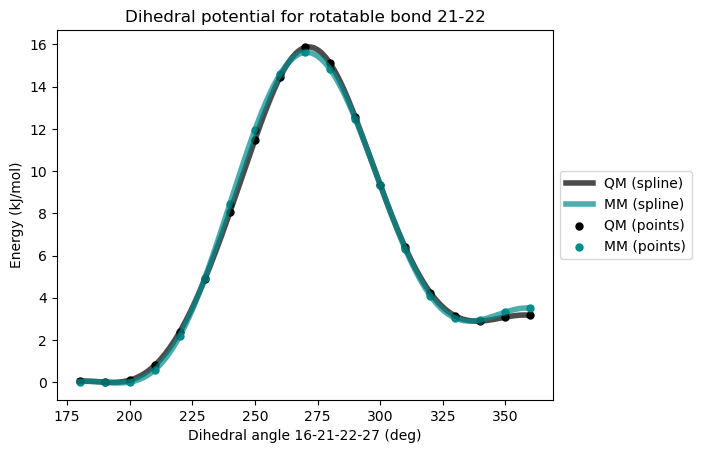 Dihedral potential for rotatable bond 21-22
16
14
12
10
8
6
4
2
0
Energy (kJ/mol)
175
200
225
250
275
300
325
350
Dihedral angle 16-21-22-27 (deg)
QM (spline)
MM (spline)
QM (points)
MM (points)